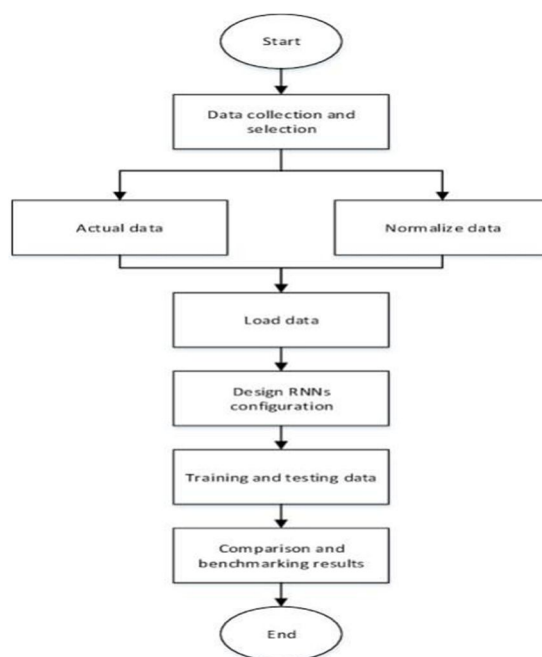 Start
Data collection and
selection
Actual data
Normalize data
Load data
Design RNNs
configuration
Training and testing data
Comparison and
benchmarking results
End